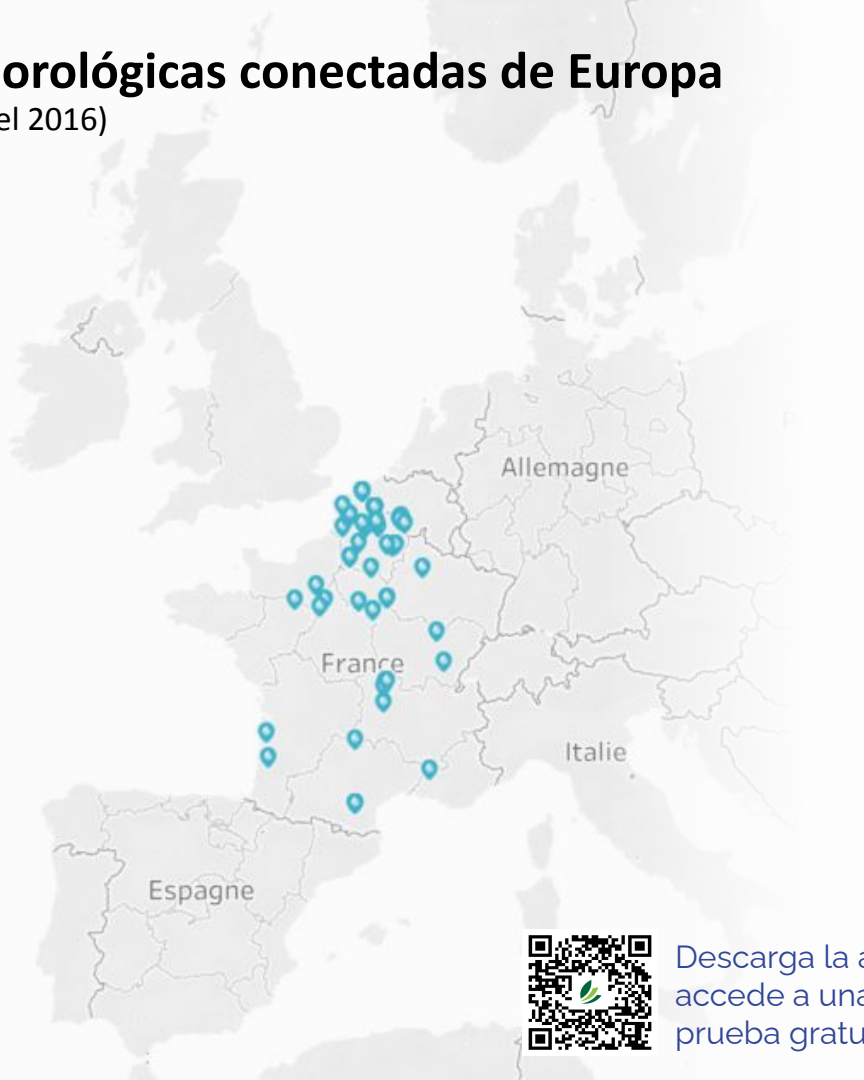 orológicas conectadas de Europa
el 2016)
Allemagne
France
Italie
Espagne
Descarga la a
accede a una
prueba gratu